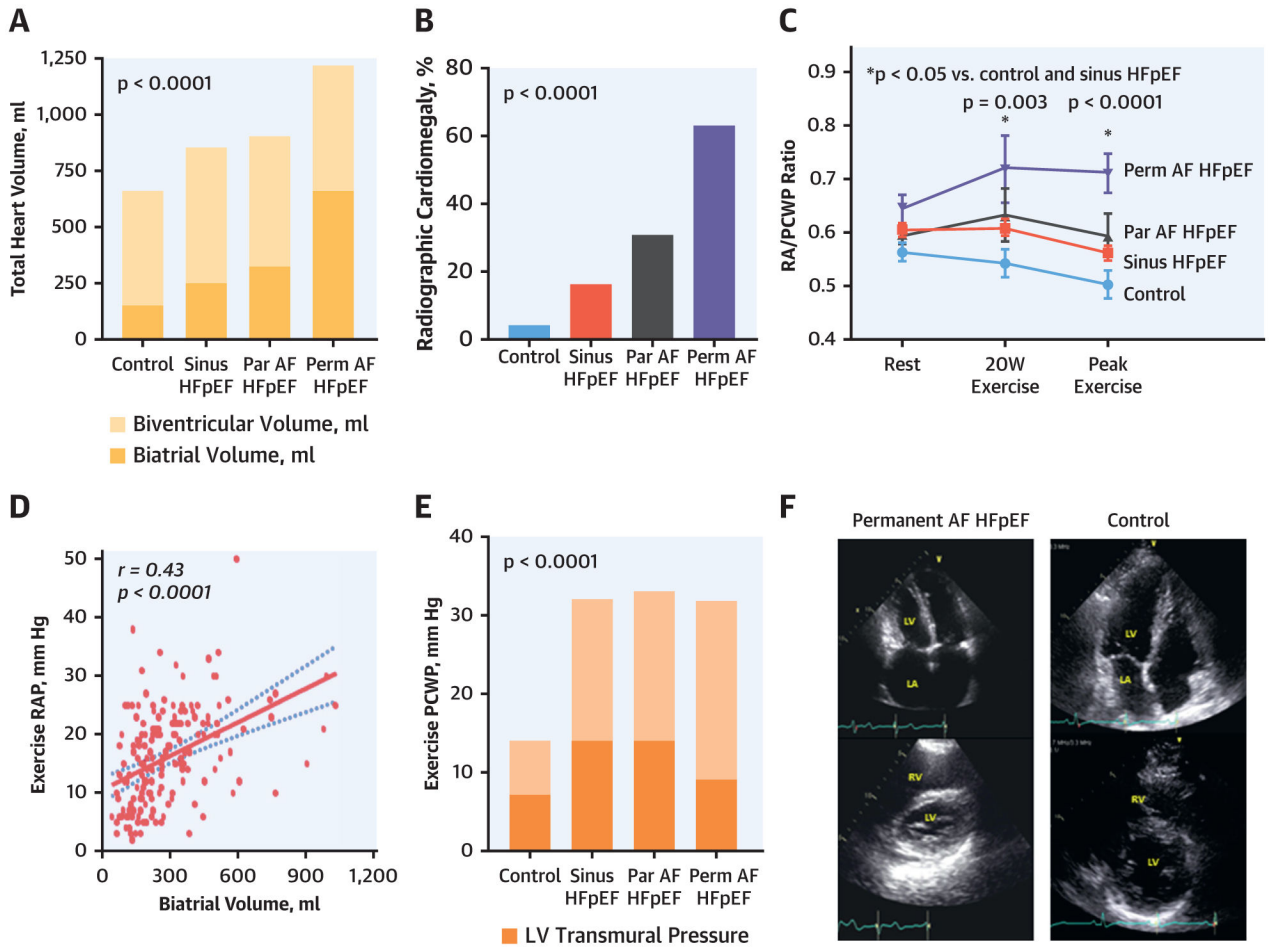 A
1,250
1,000
750
500
250
0
Total Heart Volume, ml
p < 0.0001
Control
Sinus
HFpEF
Par AF
HFpEF
Perm AF
HFpEF
Biventricular Volume, ml
Biatrial Volume, ml
B
80
60
40
20
0
Radiographic Cardiomegaly, %
p < 0.0001
Control
Sinus
HFpEF
Par AF
HFpEF
Perm AF
HFpEF
C
0.9
0.8
0.7
0.6
0.5
0.4
RA/PCWP Ratio
*p < 0.05 vs. control and sinus HFpEF
p = 0.003 p < 0.0001
* *
Perm AF HFpEF
Par AF HFpEF
Sinus HFpEF
Control
Rest
20W
Exercise
Peak
Exercise
D
50
40
30
20
10
0
Exercise RAP, mm Hg
r = 0.43
p < 0.0001
0 300 600 900 1,200
Biatrial Volume, ml
E
40
30
20
10
0
Exercise PCWP, mm Hg
p < 0.0001
Control
Sinus
HFpEF
Par AF
HFpEF
Perm AF
HFpEF
LV Transmural Pressure
F
Permanent AF HFpEF
Control
LV
LA
LV
LA
RV
LV
RV
LV